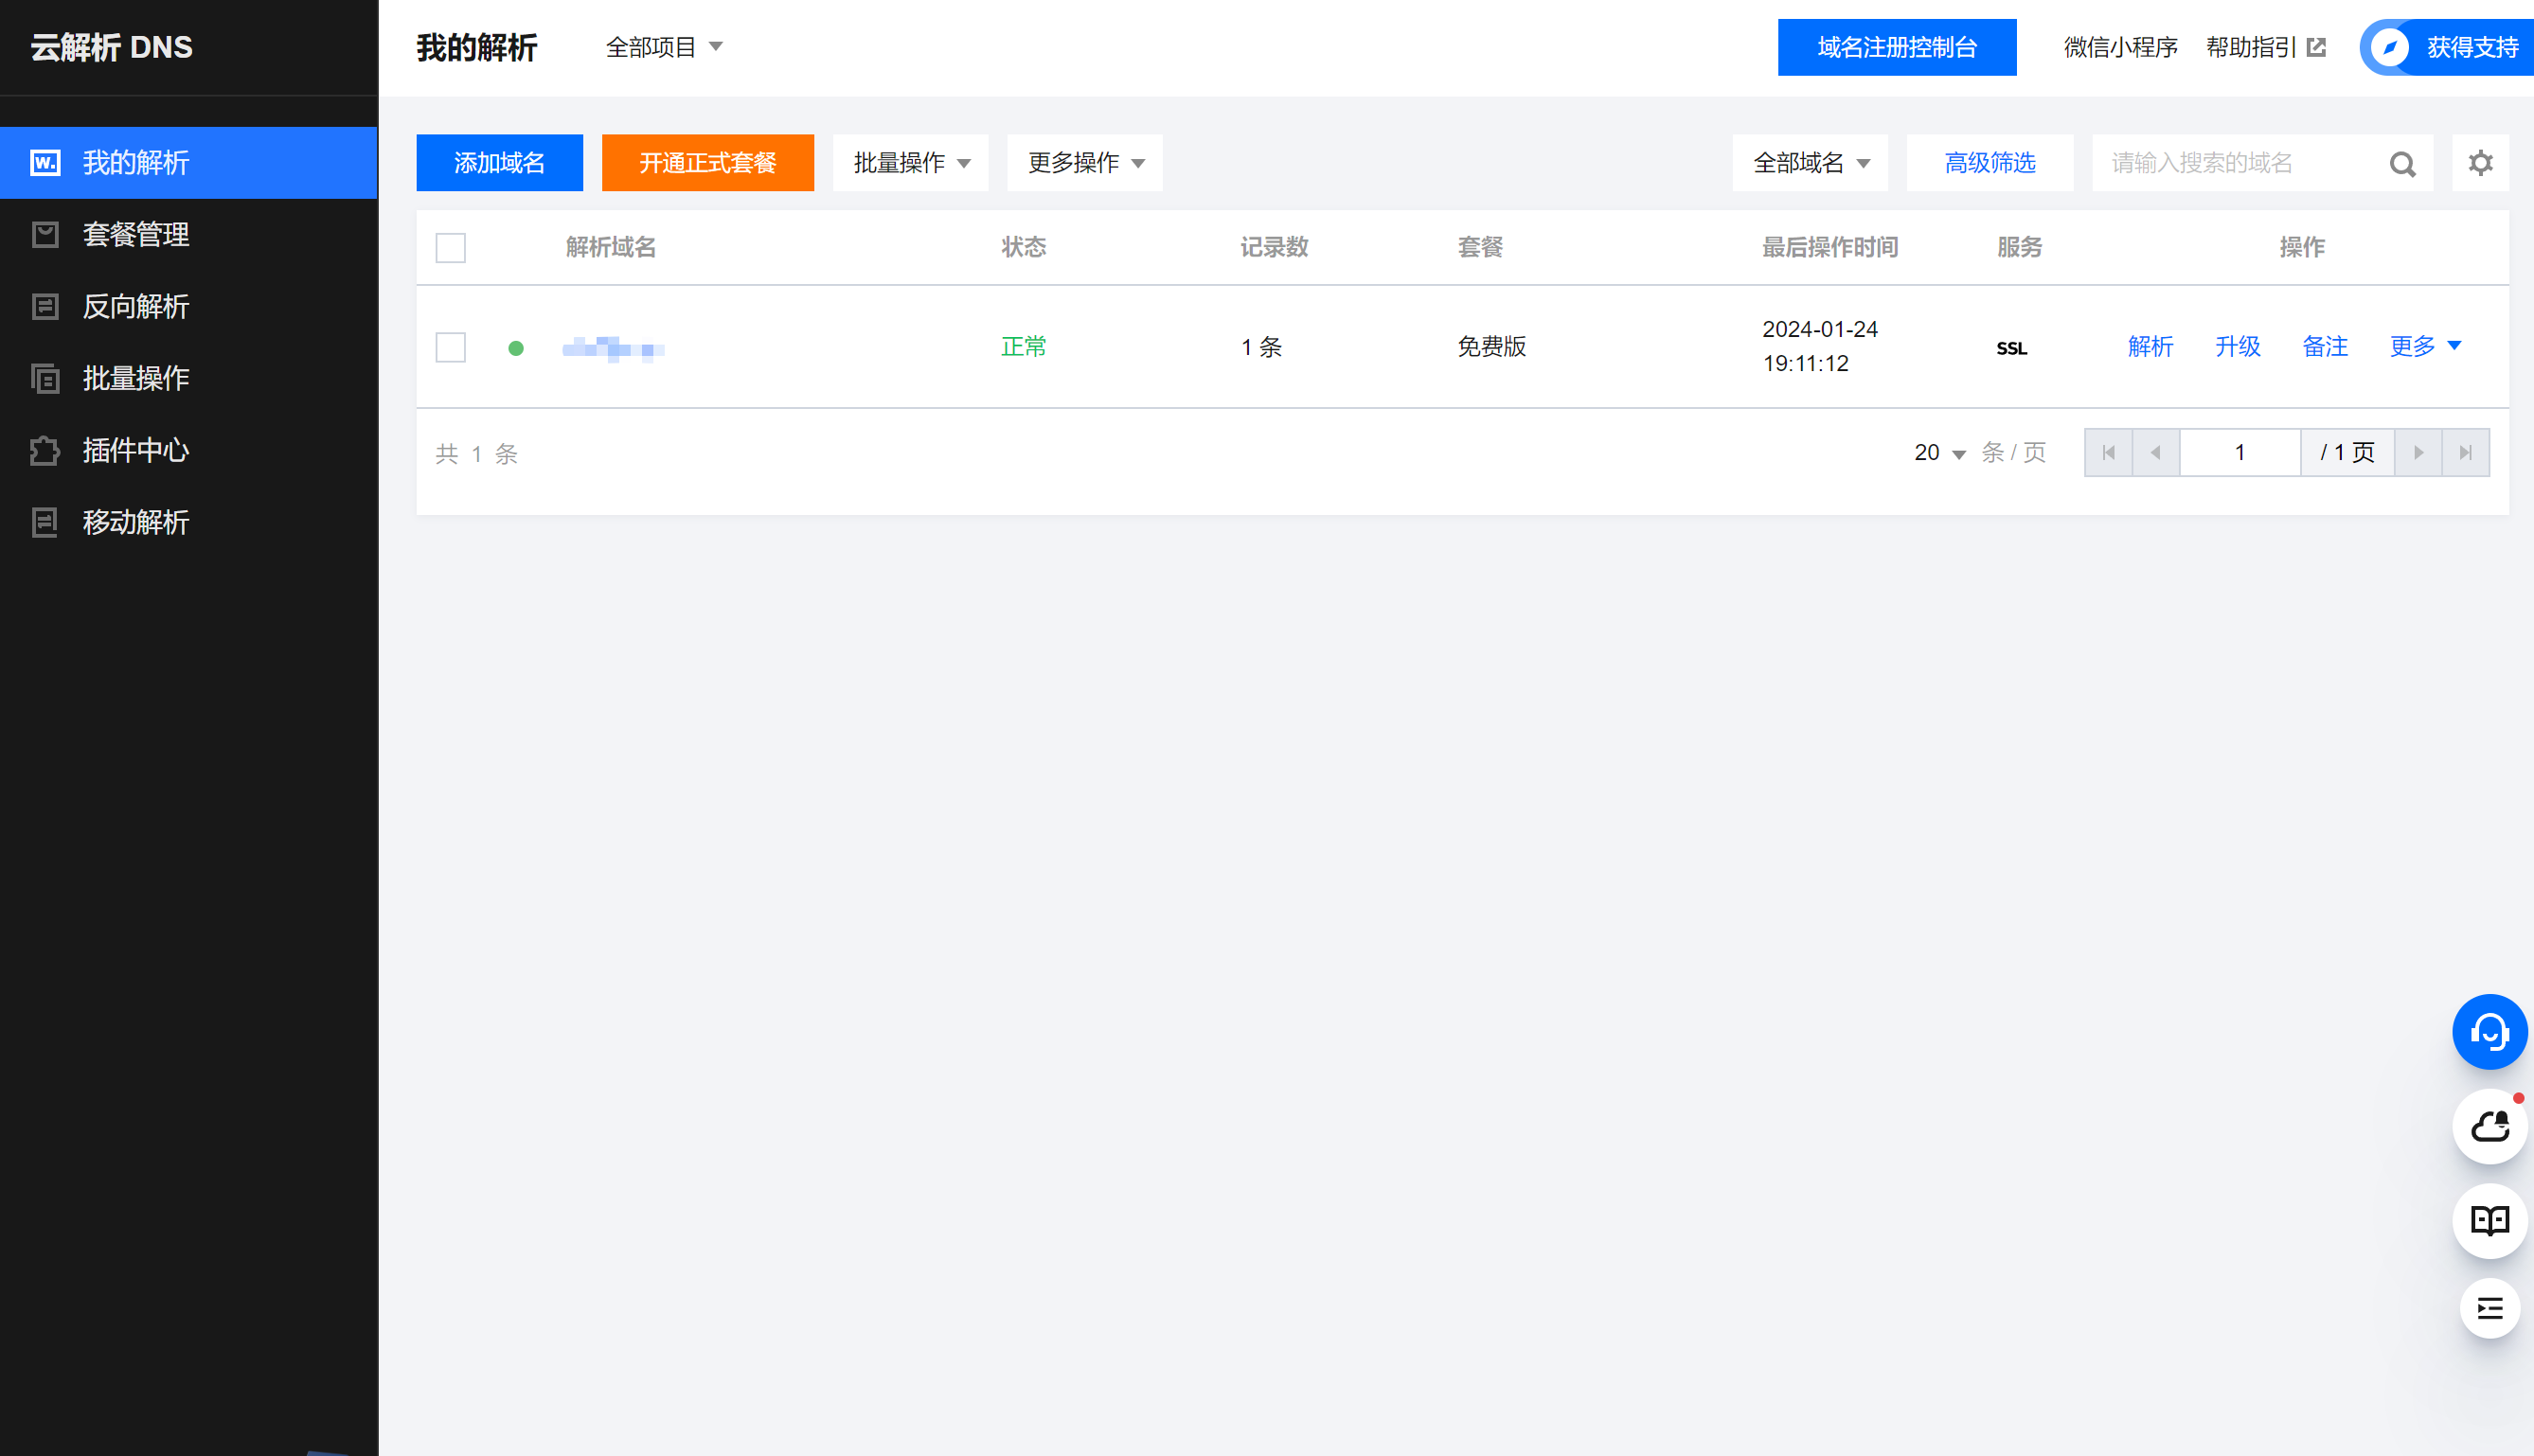 云解析 DNS
我的解析
套餐管理
反向解析
批量操作
插件中心
移动解析
我的解析 全部项目 域名注册控制台 微信小程序 帮助指引 获得支持
添加域名 开通正式套餐 批量操作 更多操作 全部域名 高级筛选 请输入搜索的域名
解析域名 状态 记录数 套餐 最后操作时间 服务 操作
正常 1 条 免费版 2024-01-24 19:11:12 SSL 解析 升级 备注 更多
共 1 条 20 条 / 页 1 / 1 页